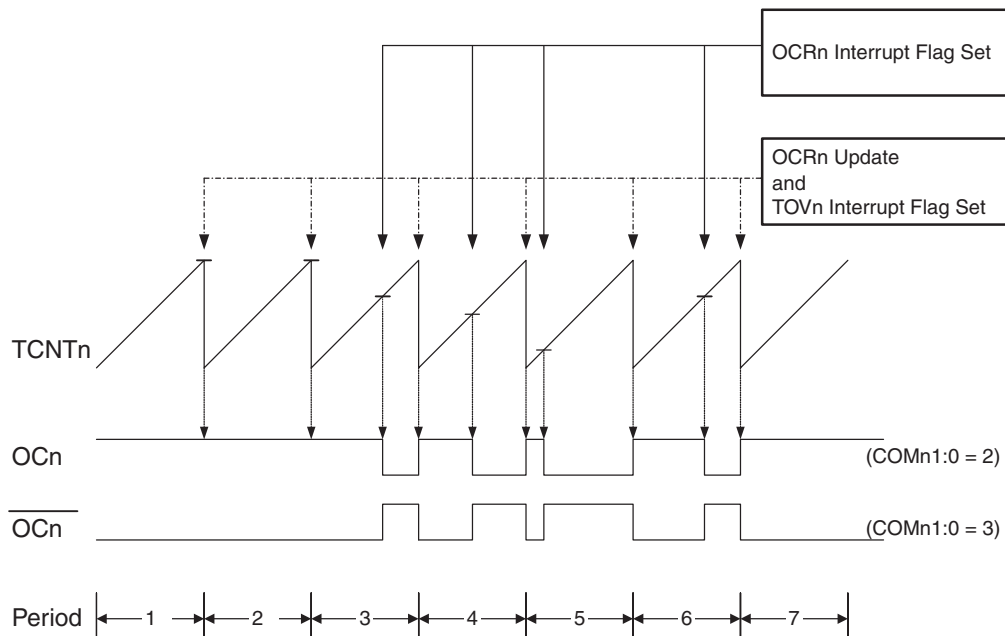 OCRn Interrupt Flag Set
OCRn Update
and
TOVn Interrupt Flag Set
TCNTn
OCn
(COMn1:0 = 2)
OCn
(COMn1:0 = 3)
Period
1
2
3
4
5
6
7